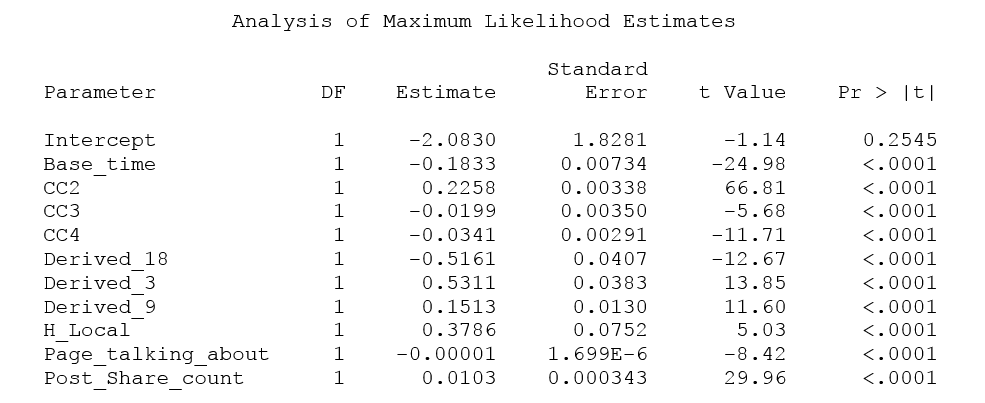 Analysis of Maximum Likelihood Estimates
Standard
Parameter DF Estimate Error t Value Pr > |t|
Intercept 1 -2.0830 1.8281 -1.14 0.2545
Base_time 1 -0.1833 0.00734 -24.98 <.0001
CC2 1 0.2258 0.00338 66.81 <.0001
CC3 1 -0.0199 0.00350 -5.68 <.0001
CC4 1 -0.0341 0.00291 -11.71 <.0001
Derived_18 1 -0.5161 0.0407 -12.67 <.0001
Derived_3 1 0.5311 0.0383 13.85 <.0001
Derived_9 1 0.1513 0.0130 11.60 <.0001
H_Local 1 0.3786 0.0752 5.03 <.0001
Page_talking_about 1 -0.00001 1.699E-6 -8.42 <.0001
Post_Share_count 1 0.0103 0.000343 29.96 <.0001